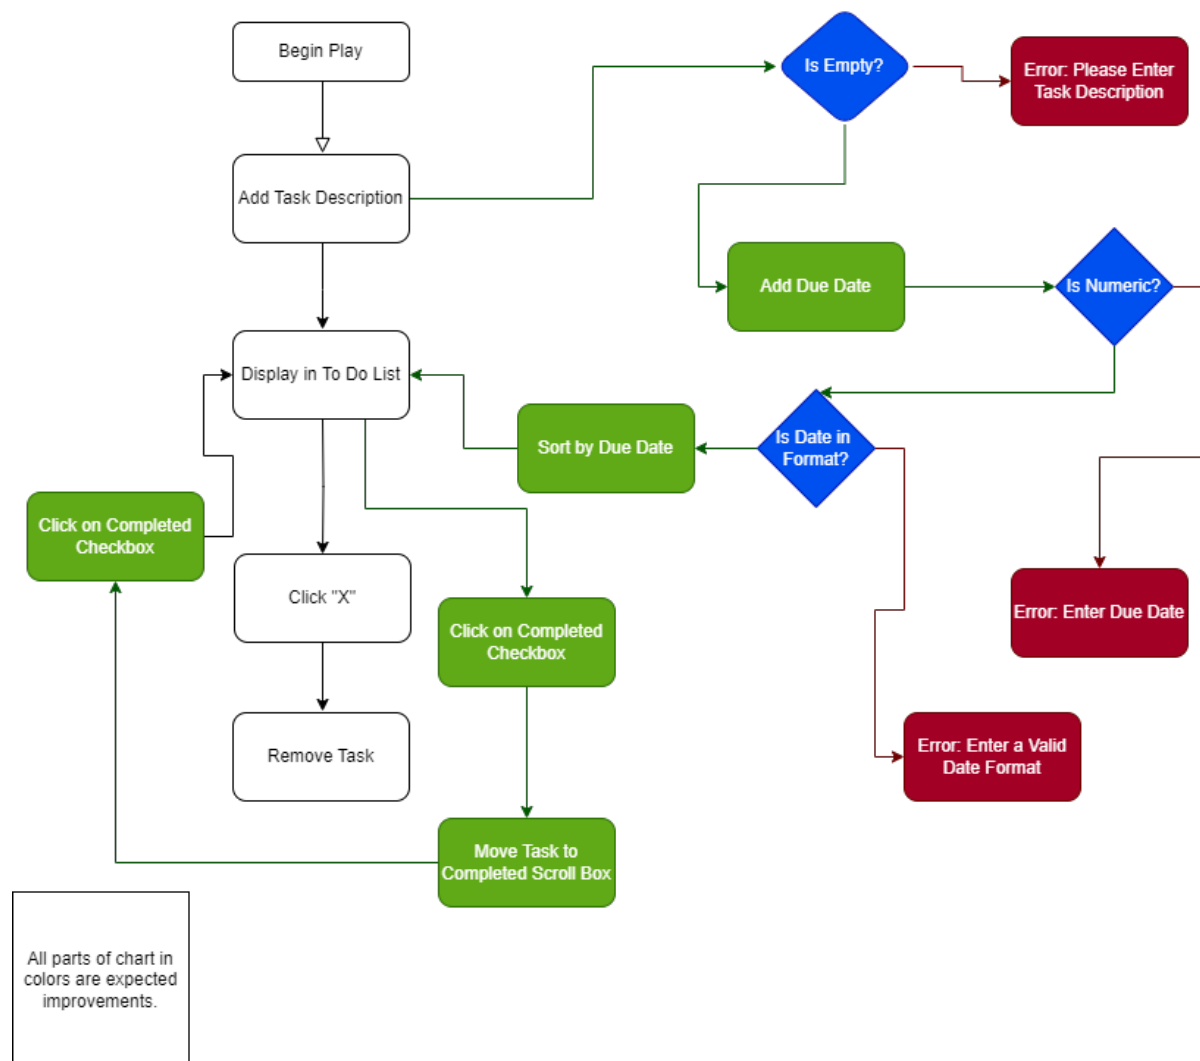 Begin Play
Is Empty?
Error: Please Enter
Task Description
Add Task Description
Add Due Date
Is Numeric?
Display in To Do List
Sort by Due Date
Is Date in
Format?
Click on Completed
Checkbox
Click "X"
Click on Completed
Checkbox
Error: Enter Due Date
Remove Task
Error: Enter a Valid
Date Format
Move Task to
Completed Scroll Box
All parts of chart in
colors are expected
improvements.